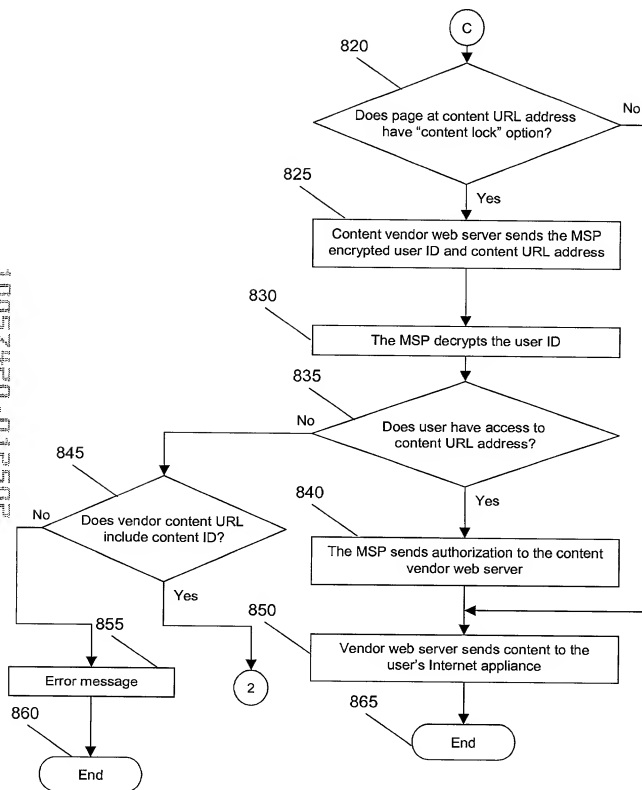 C
820
Does page at content URL address
have "content lock" option?
No
Yes
825
Content vendor web server sends the MSP
encrypted user ID and content URL address
830
The MSP decrypts the user ID
835
No
Does user have access to
content URL address?
845
Yes
840
No
Does vendor content URL
include content ID?
The MSP sends authorization to the content
vendor web server
Yes
850
855
Vendor web server sends content to the
user's Internet appliance
Error message
2
860
865
End
End